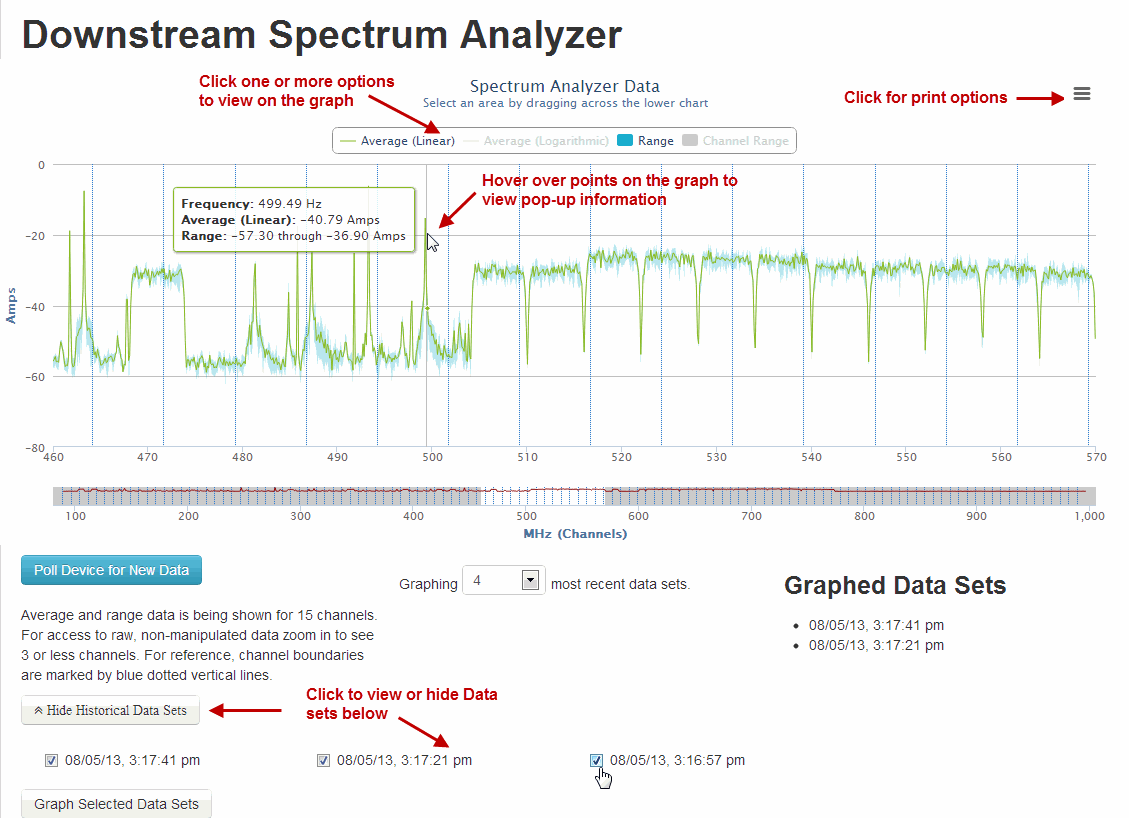 Downstream Spectrum Analyzer
Click one or more options
to view on the graph
Spectrum Analyzer Data
Select an area by dragging across the lower chart
Click for print options
Average (Linear) Average (Logarithmic) Range Channel Range
Hover over points on the graph to
view pop-up information
Frequency: 499.49 Hz
Average (Linear): −40.79 Amps
Range: −57.30 through −36.90 Amps
Amps
0
−20
−40
−60
−80
460 470 480 490 500 510 520 530 540 550 560 570
100 200 300 400 500 600 700 800 900 1,000
MHz (Channels)
Poll Device for New Data
Graphing 4 most recent data sets.
Graphed Data Sets
08/05/13, 3:17:41 pm
08/05/13, 3:17:21 pm
Average and range data is being shown for 15 channels.
For access to raw, non-manipulated data zoom in to see
3 or less channels. For reference, channel boundaries
are marked by blue dotted vertical lines.
Hide Historical Data Sets
Click to view or hide Data
sets below
08/05/13, 3:17:41 pm 08/05/13, 3:17:21 pm 08/05/13, 3:16:57 pm
Graph Selected Data Sets